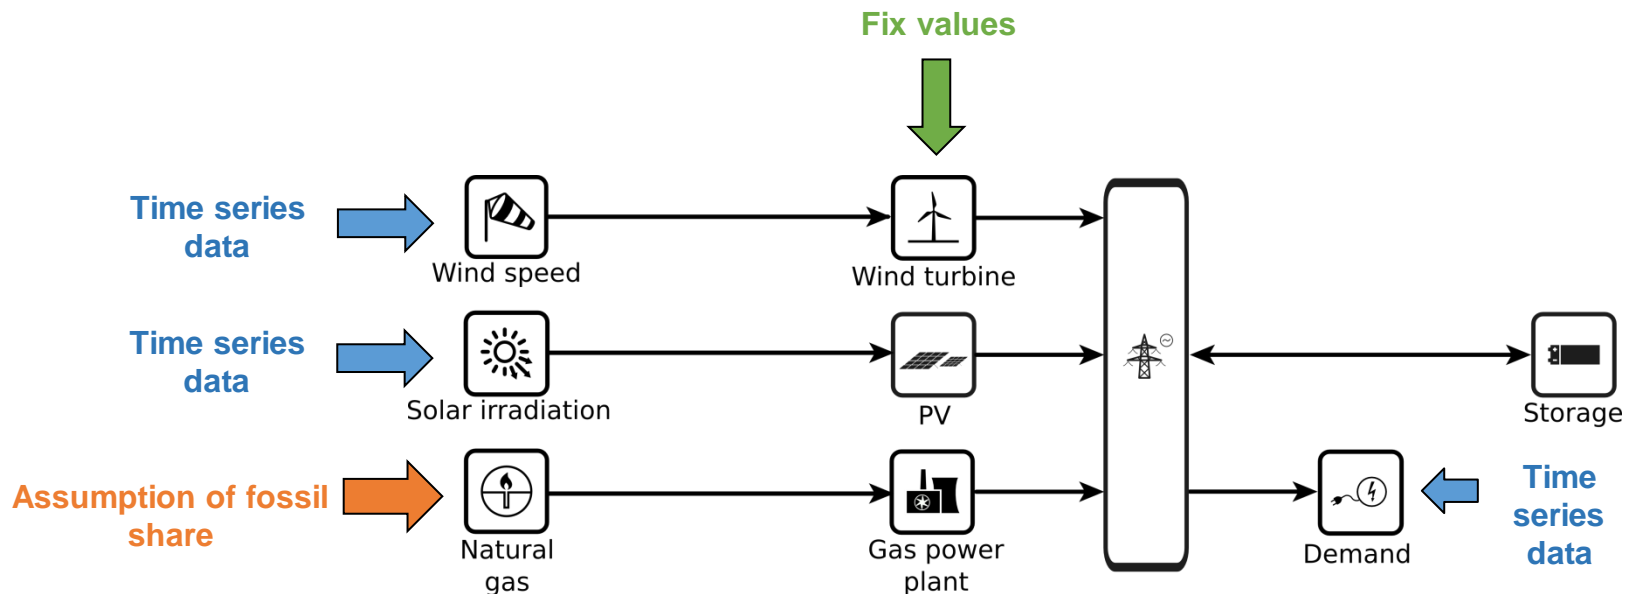 Fix values
Time series
data
Wind speed
Wind turbine
Time series
data
Solar irradiation
PV
Storage
Assumption of fossil
share
Natural
gas
Gas power
plant
Demand
Time
series
data